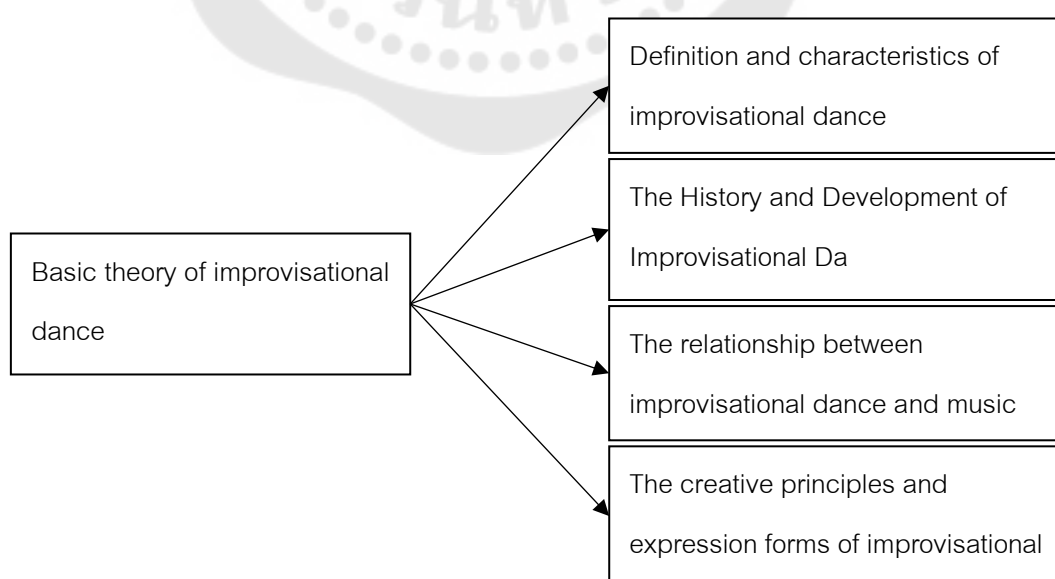 Definition and characteristics of
improvisational dance
The History and Development of
Improvisational Da
Basic theory of improvisational
dance
The relationship between
improvisational dance and music
The creative principles and
expression forms of improvisational